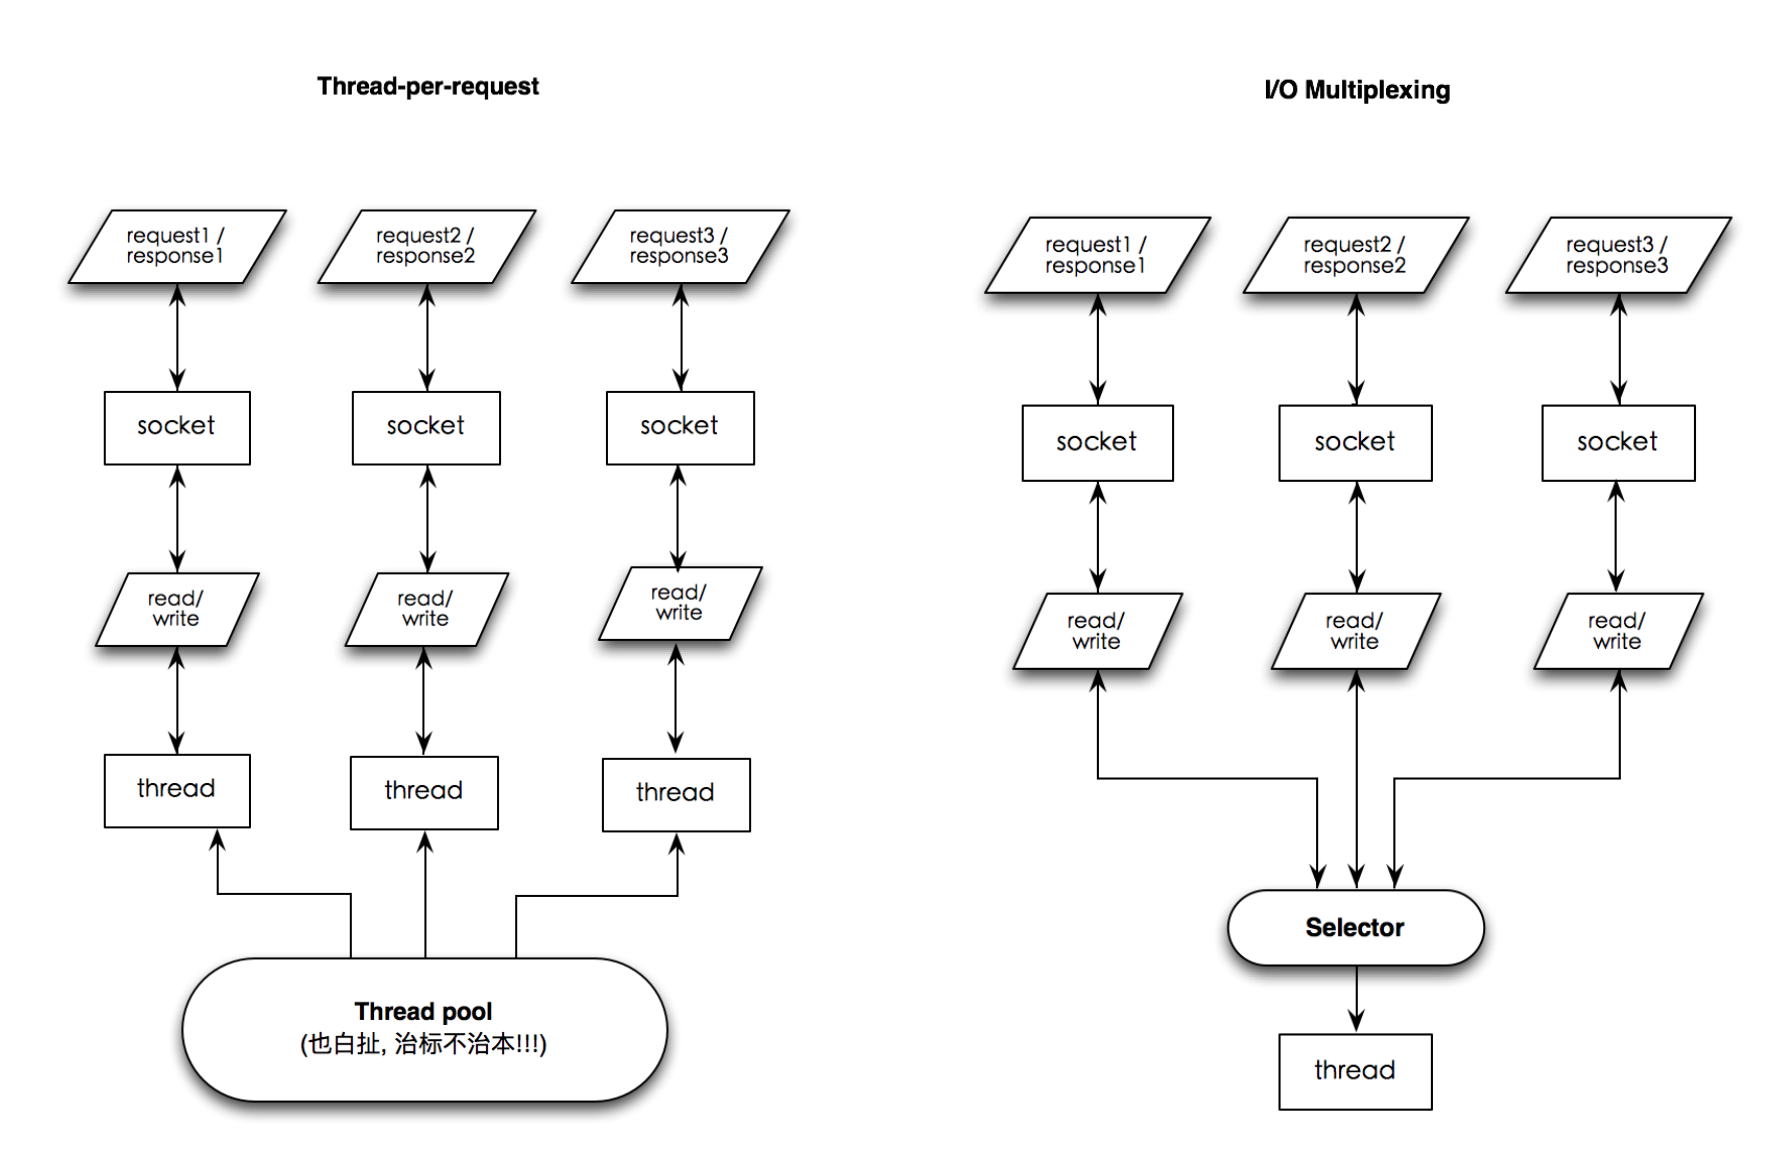 Thread-per-request
request1 /
response1
request2 /
response2
request3 /
response3
socket
socket
socket
read/
write
read/
write
read/
write
thread
thread
thread
Thread pool
(也白扯, 治标不治本!!!)
I/O Multiplexing
request1 /
response1
request2 /
response2
request3 /
response3
socket
socket
socket
read/
write
read/
write
read/
write
Selector
thread